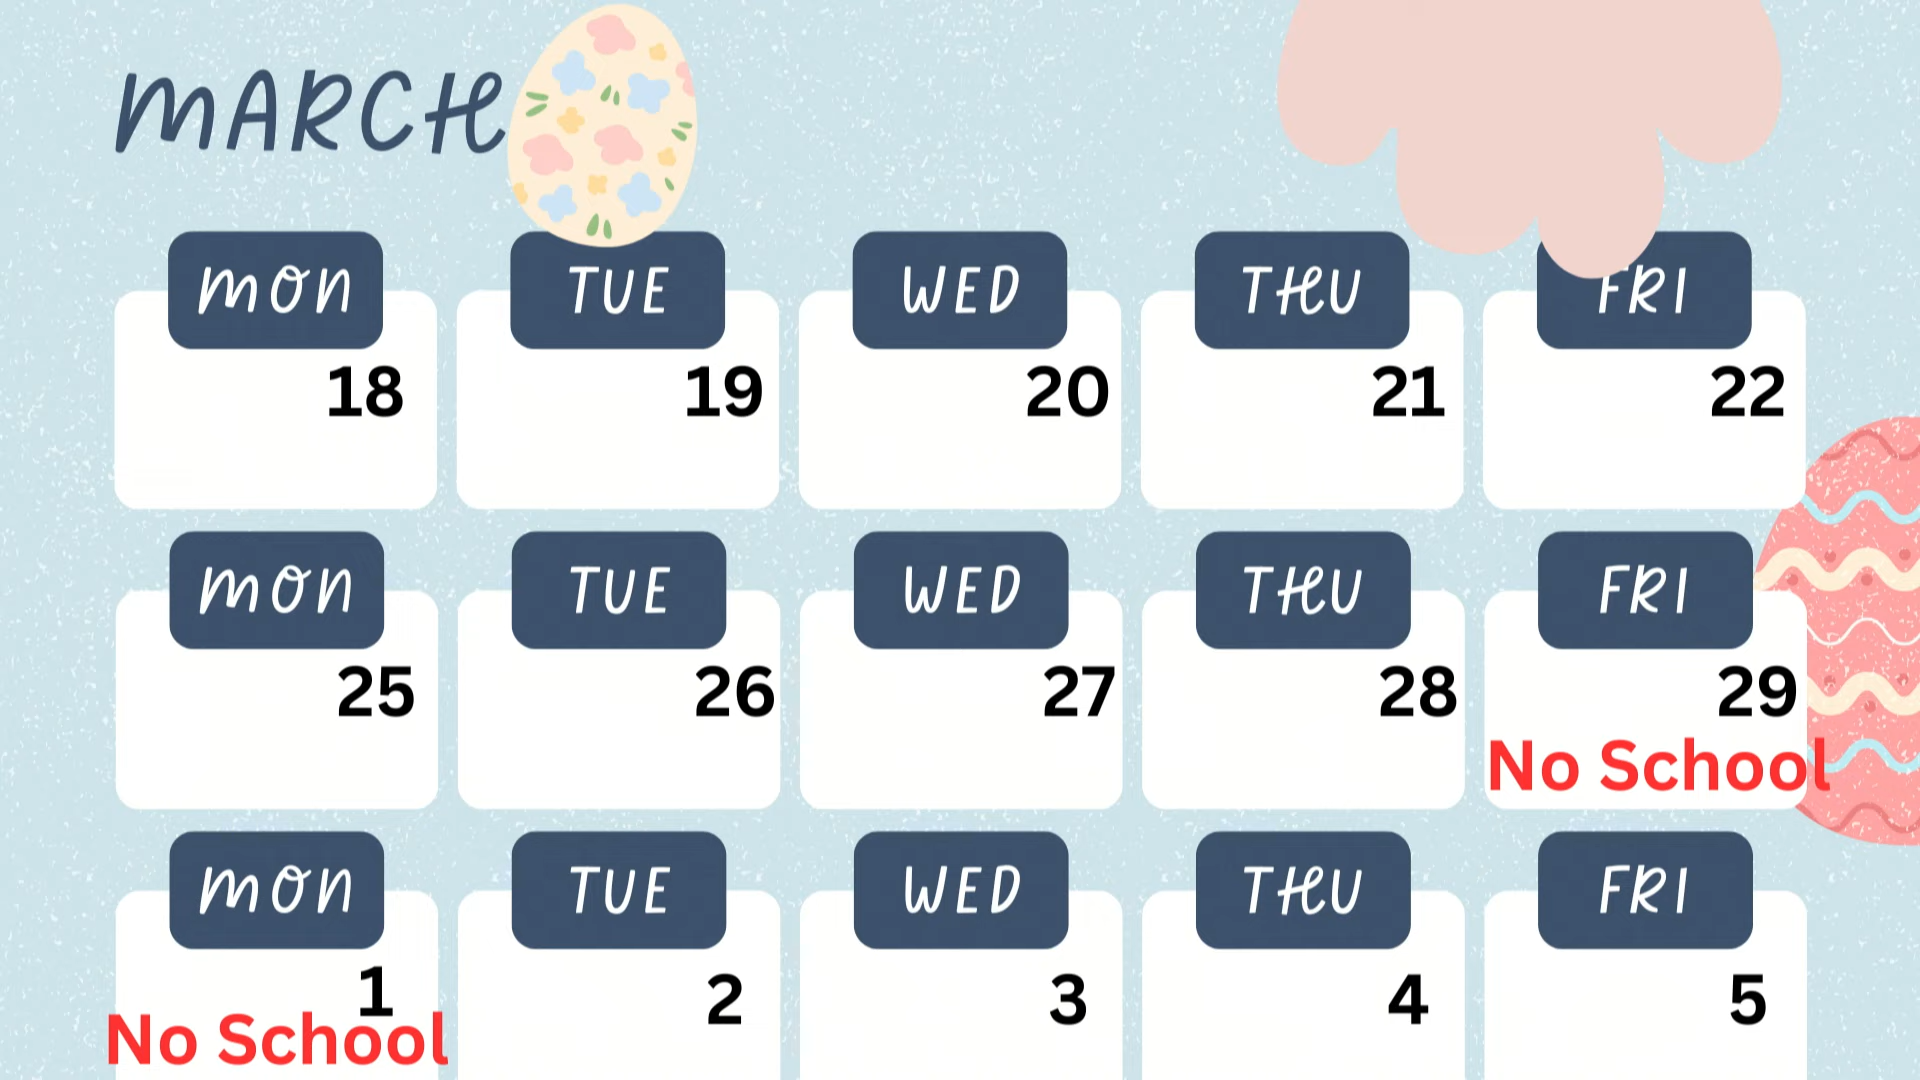 MARCH
MON TUE WED THU FRI
18 19 20 21 22
MON TUE WED THU FRI
25 26 27 28 29
No School
MON TUE WED THU FRI
1 2 3 4 5
No School